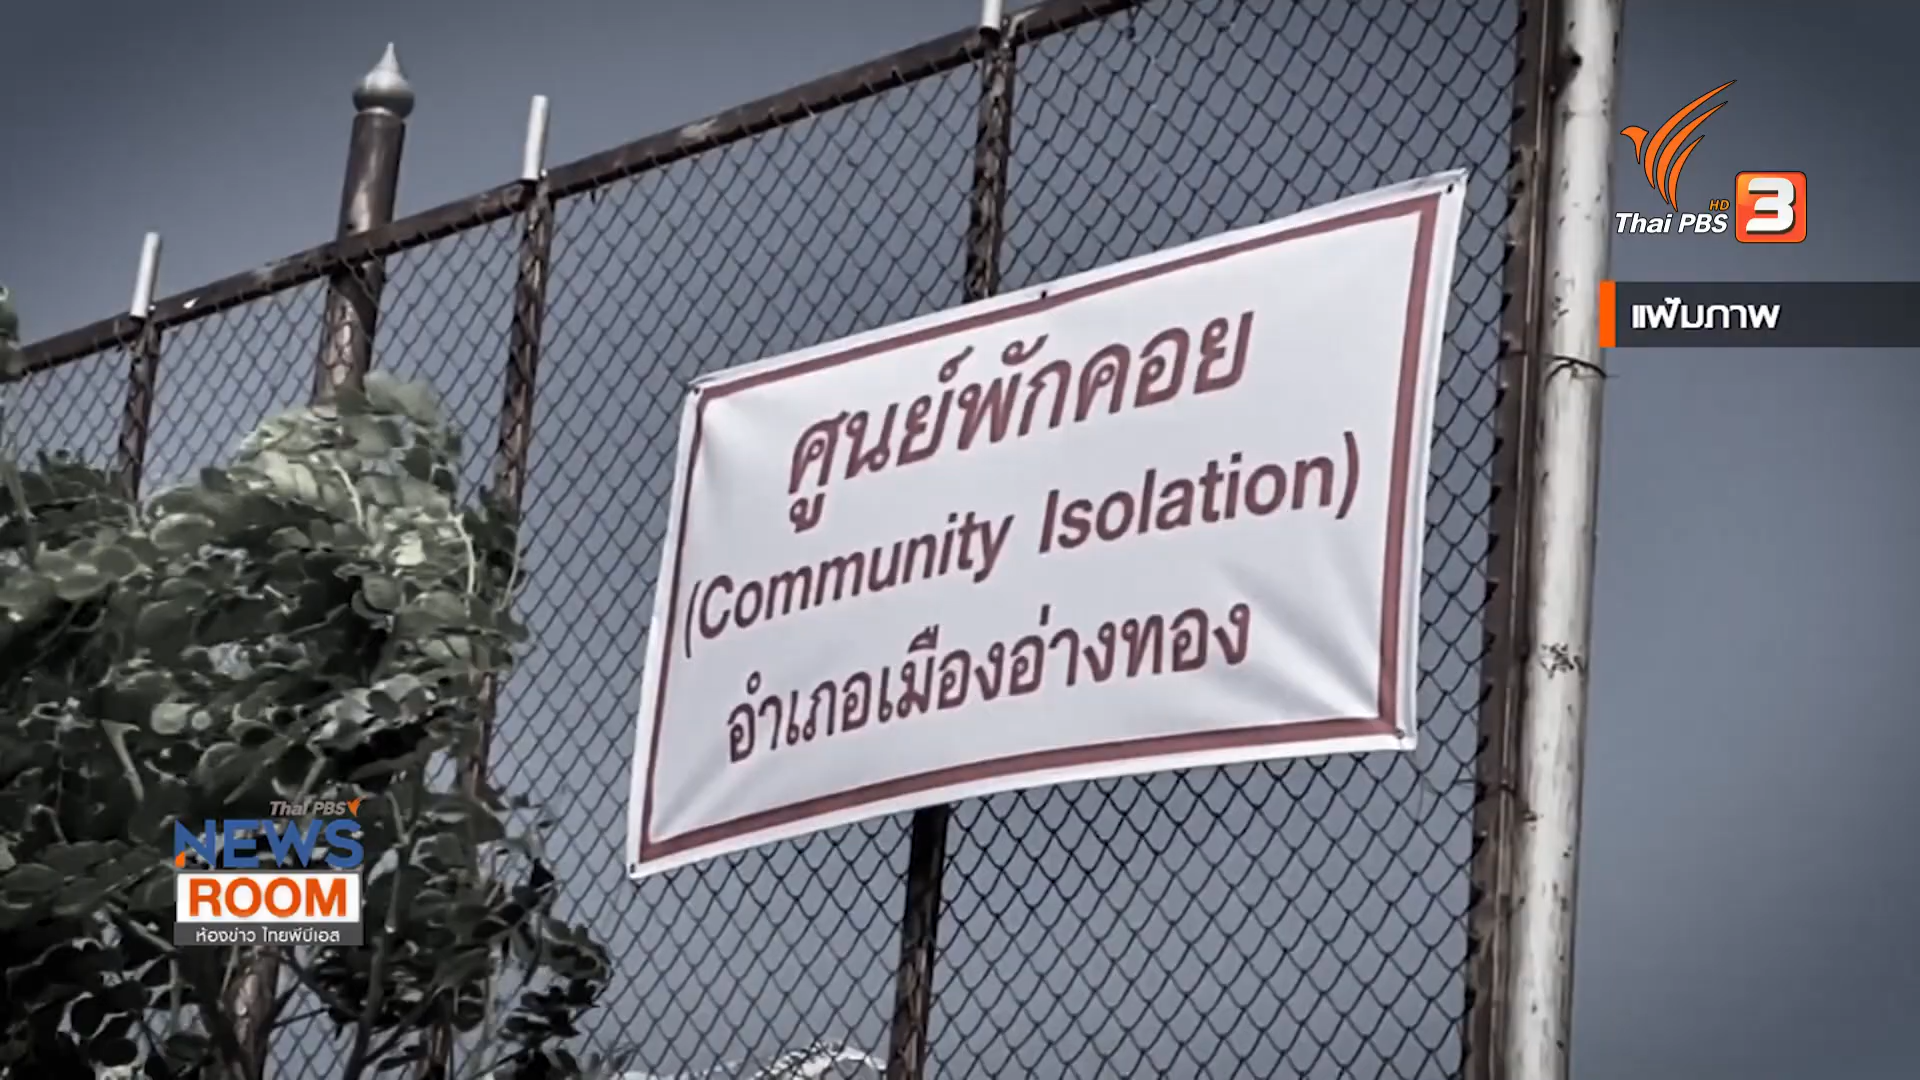 Thai PBS
HD
3
แฟ้มภาพ
ศูนย์พักคอย
(Community Isolation)
อำเภอเมืองอ่างทอง
Thai PBS
NEWS
ROOM
ห้องข่าว ไทยพีบีเอส